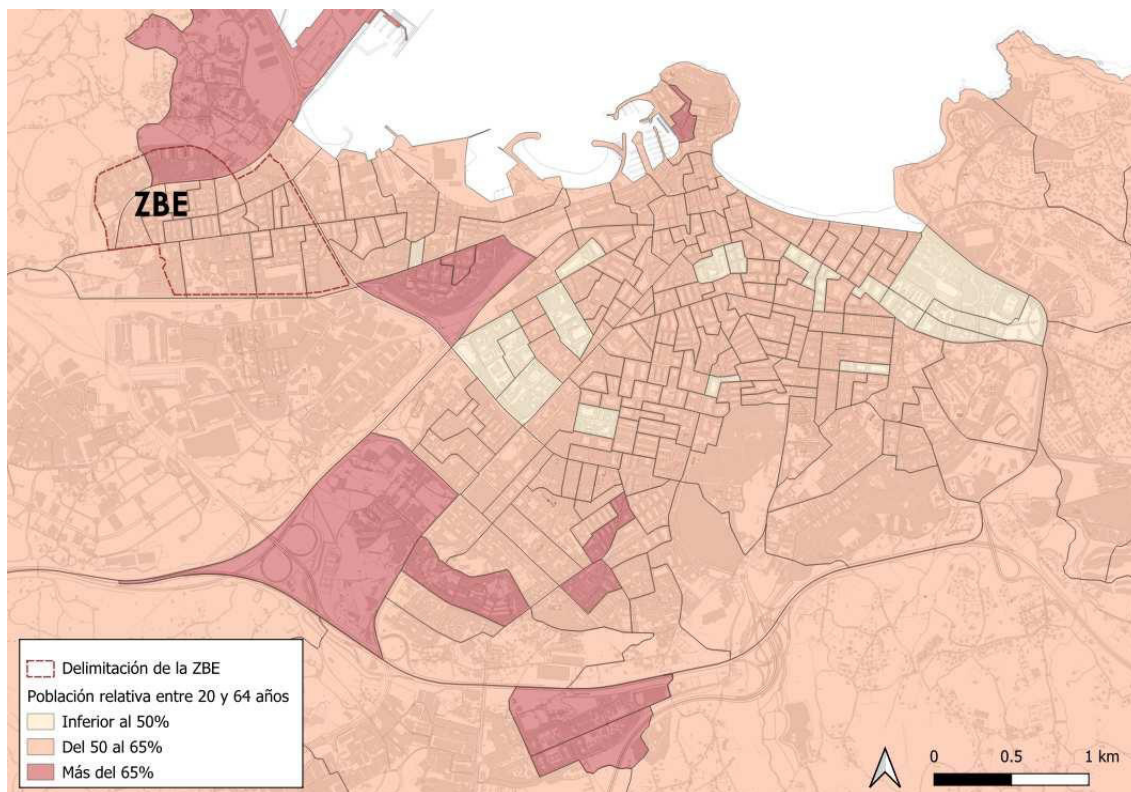 ZBE
Delimitación de la ZBE
Población relativa entre 20 y 64 años
Inferior al 50%
Del 50 al 65%
Más del 65%
0 0.5 1 km